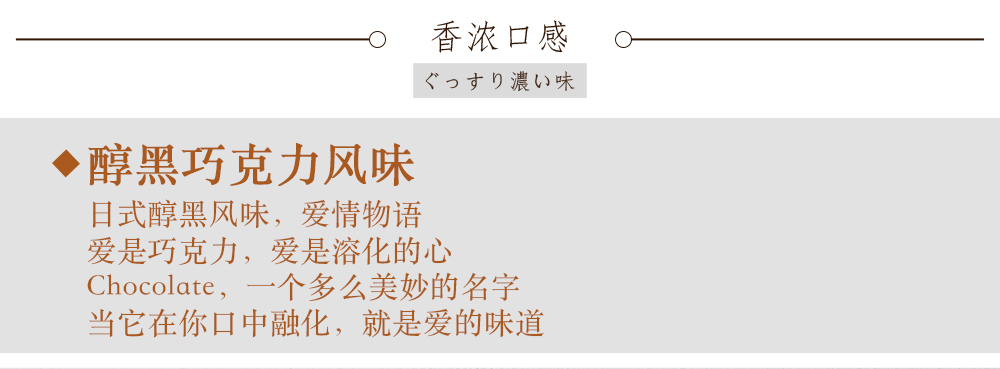 香浓口感
ぐっすり濃い味
◆醇黑巧克力风味
日式醇黑风味，爱情物语
爱是巧克力，爱是溶化的心
Chocolate，一个多么美妙的名字
当它在你口中融化，就是爱的味道